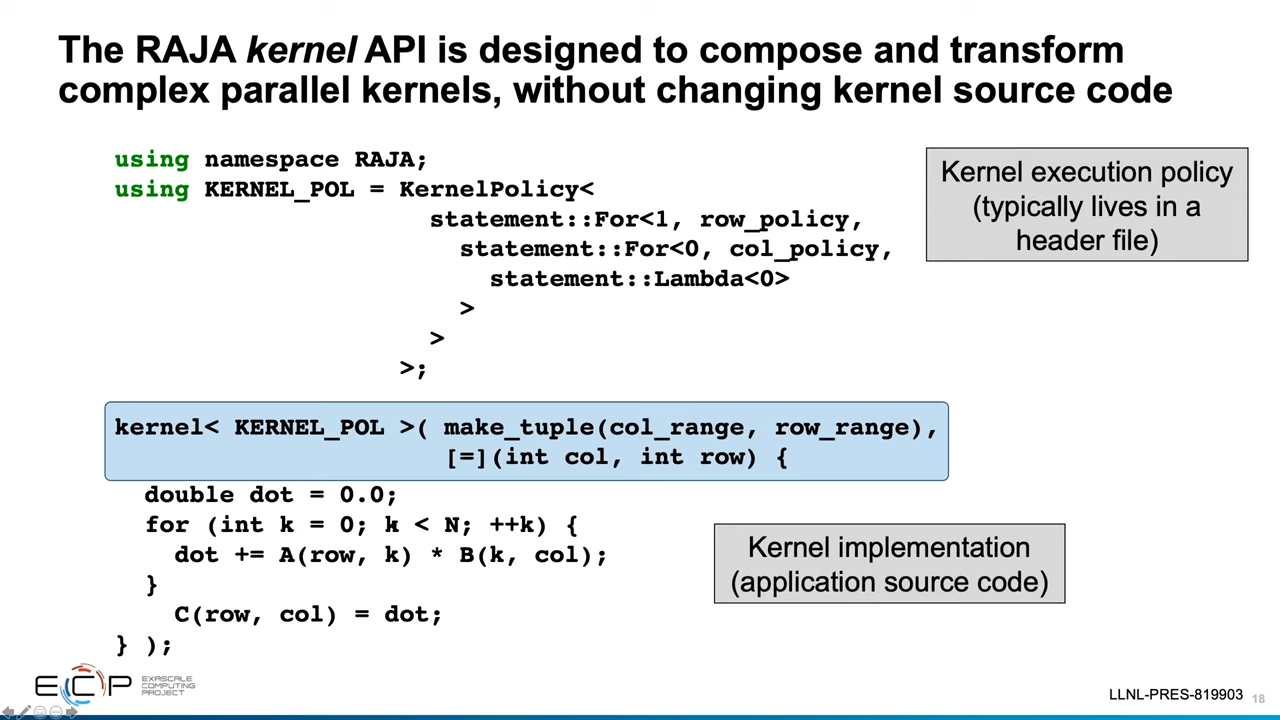 The RAJA kernel API is designed to compose and transform
complex parallel kernels, without changing kernel source code
using namespace RAJA;
using KERNEL_POL = KernelPolicy<
statement::For<1, row_policy,
statement::For<0, col_policy,
statement::Lambda<0>
>
>
>;
Kernel execution policy
(typically lives in a
header file)
kernel< KERNEL_POL >( make_tuple(col_range, row_range),
[=](int col, int row) {
double dot = 0.0;
for (int k = 0; k < N; ++k) {
dot += A(row, k) * B(k, col);
}
C(row, col) = dot;
} );
Kernel implementation
(application source code)
ECP
EXASCALE
COMPUTING
PROJECT
LLNL-PRES-819903
18